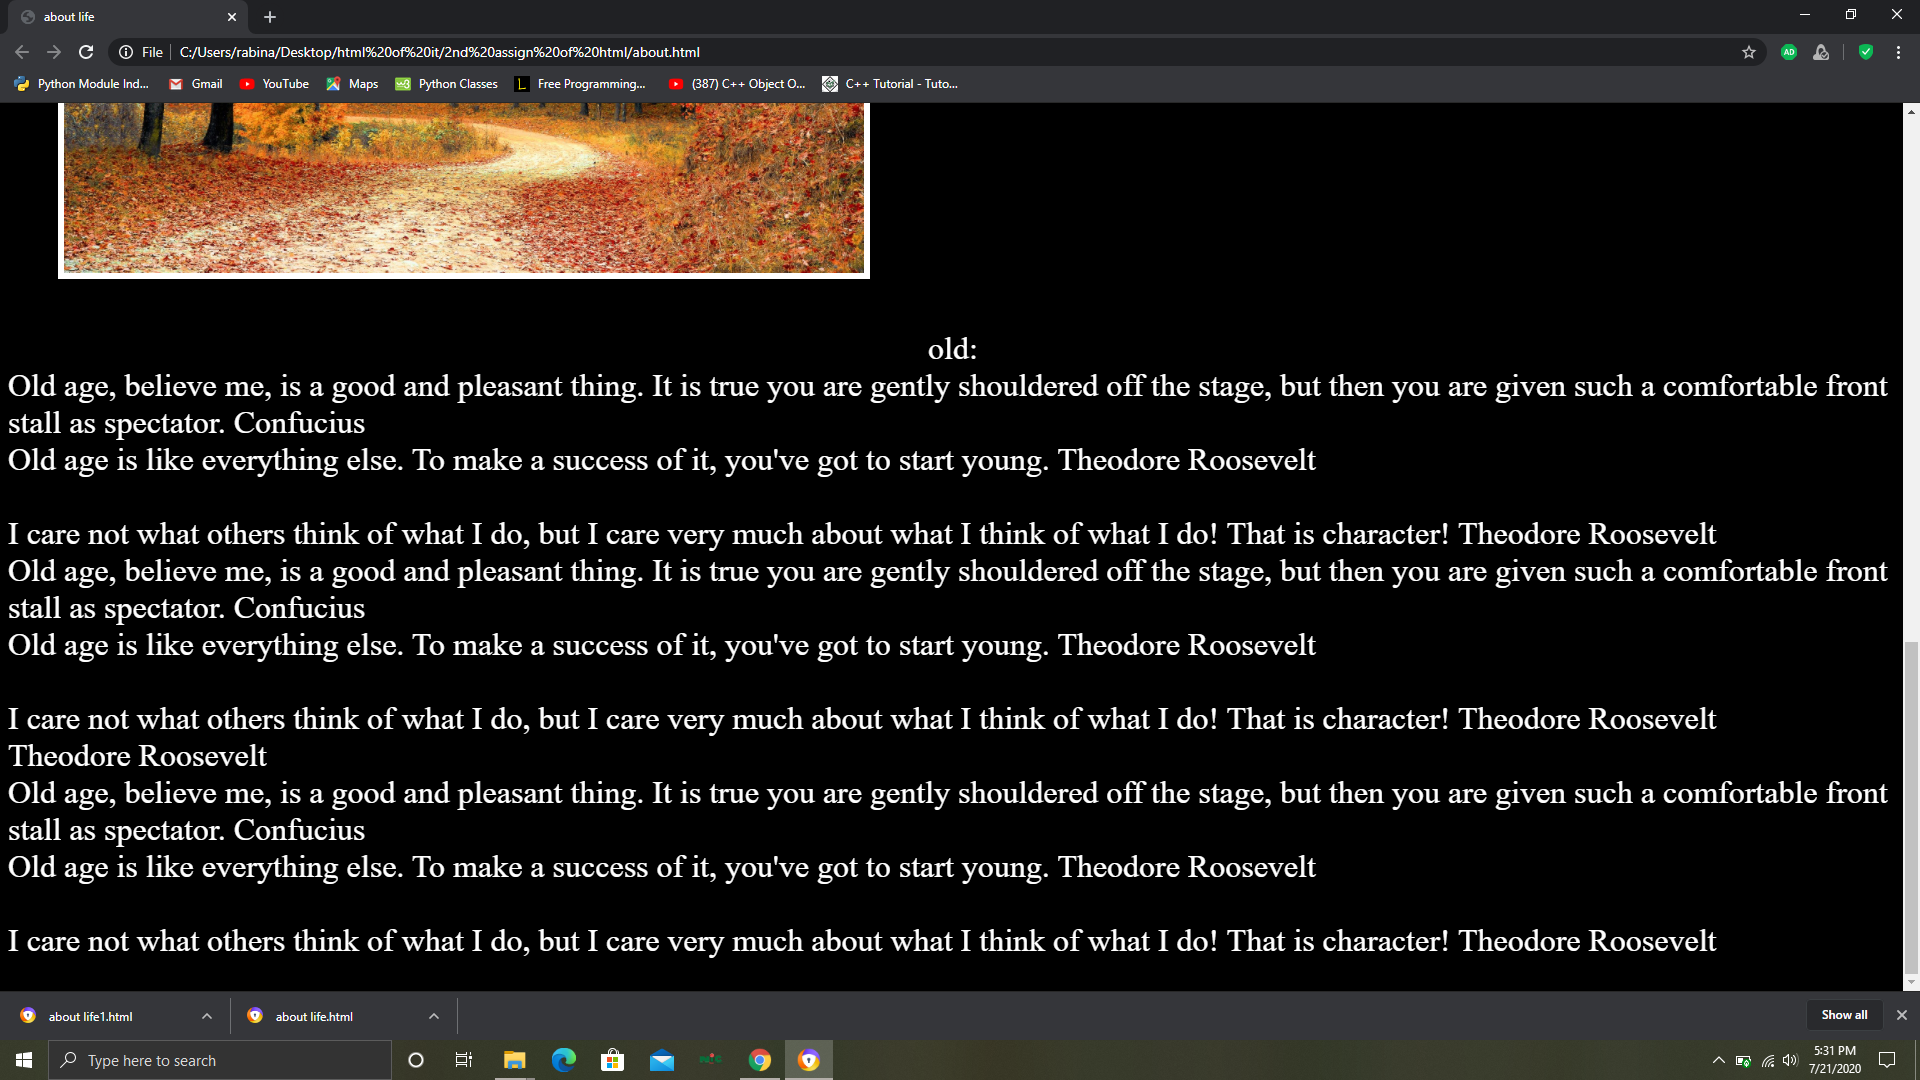 about life
File
C:/Users/rabina/Desktop/html%20of%20it/2nd%20assign%20of%20html/about.html
AD
Python Module Ind...
Gmail
YouTube
Maps
Python Classes
Free Programming...
(387) C++ Object O...
C++ Tutorial - Tuto...
old:
Old age, believe me, is a good and pleasant thing. It is true you are gently shouldered off the stage, but then you are given such a comfortable front
stall as spectator. Confucius
Old age is like everything else. To make a success of it, you've got to start young. Theodore Roosevelt
I care not what others think of what I do, but I care very much about what I think of what I do! That is character! Theodore Roosevelt
Old age, believe me, is a good and pleasant thing. It is true you are gently shouldered off the stage, but then you are given such a comfortable front
stall as spectator. Confucius
Old age is like everything else. To make a success of it, you've got to start young. Theodore Roosevelt
I care not what others think of what I do, but I care very much about what I think of what I do! That is character! Theodore Roosevelt
Theodore Roosevelt
Old age, believe me, is a good and pleasant thing. It is true you are gently shouldered off the stage, but then you are given such a comfortable front
stall as spectator. Confucius
Old age is like everything else. To make a success of it, you've got to start young. Theodore Roosevelt
I care not what others think of what I do, but I care very much about what I think of what I do! That is character! Theodore Roosevelt
about life1.html
about life.html
Show all
Type here to search
5:31 PM
7/21/2020